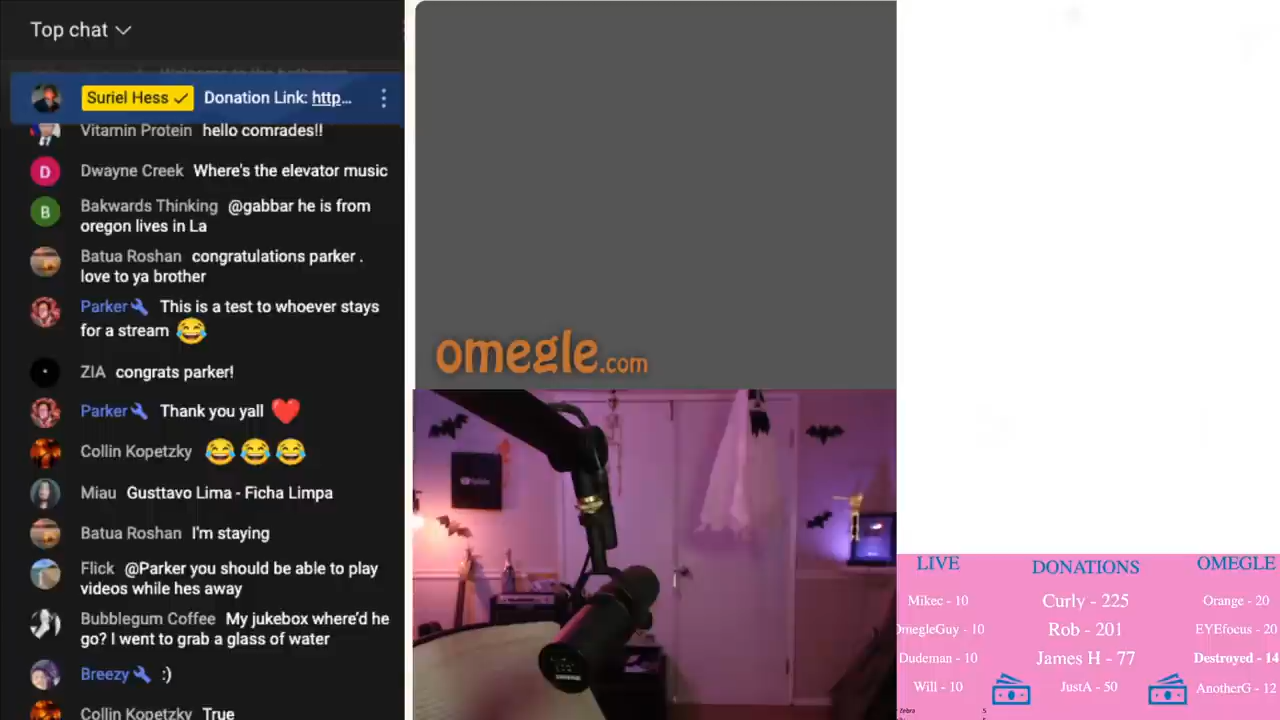 Top chat
Suriel Hess Donation Link: http...
Vitamin Protein hello comrades!!
D Dwayne Creek Where's the elevator music
B Bakwards Thinking @gabbar he is from
oregon lives in La
Batua Roshan congratulations parker .
love to ya brother
Parker This is a test to whoever stays
for a stream 😂
ZIA congrats parker!
Parker Thank you yall ❤️
Collin Kopetzky 😂😂😂
Miau Gusttavo Lima - Ficha Limpa
Batua Roshan I'm staying
Flick @Parker you should be able to play
videos while hes away
Bubblegum Coffee My jukebox where'd he
go? I went to grab a glass of water
Breezy :)
Collin Kopetzky True
omegle.com
LIVE
Mikec - 10
OmegleGuy - 10
Dudeman - 10
Will - 10
DONATIONS
Curly - 225
Rob - 201
James H - 77
JustA - 50
OMEGLE
Orange - 20
EYEfocus - 20
Destroyed - 14
AnotherG - 12